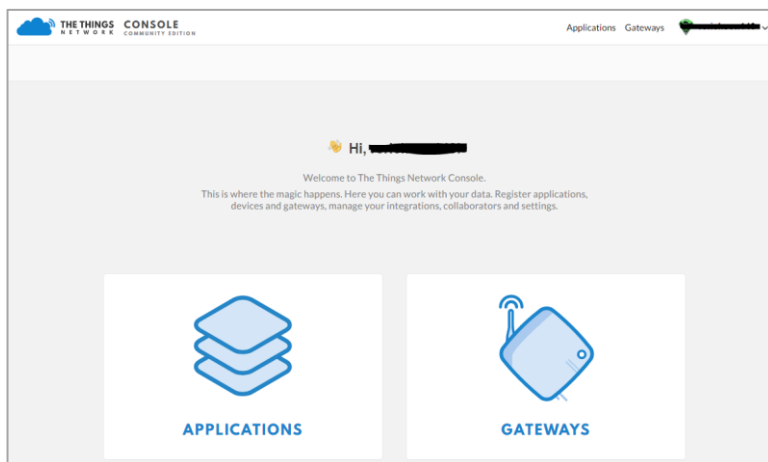 THE THINGS NETWORK CONSOLE COMMUNITY EDITION
Applications Gateways
Hi,
Welcome to The Things Network Console.
This is where the magic happens. Here you can work with your data. Register applications,
devices and gateways, manage your integrations, collaborators and settings.
APPLICATIONS
GATEWAYS